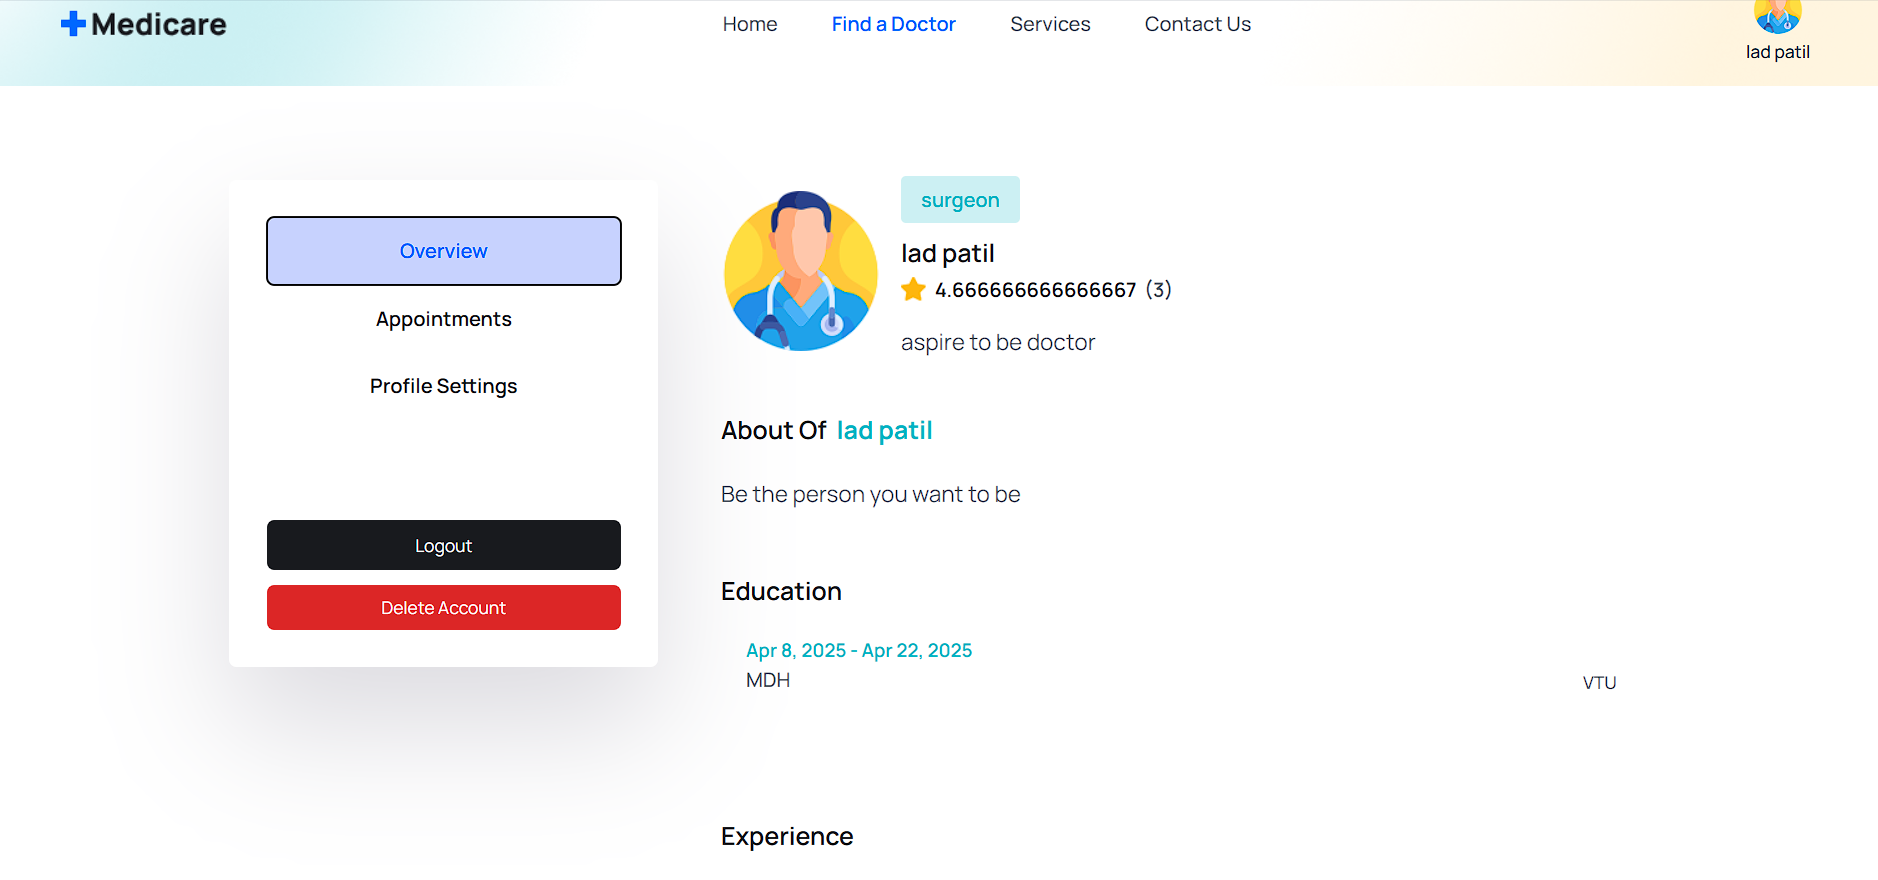 Medicare
Home Find a Doctor Services Contact Us
lad patil
Overview
Appointments
Profile Settings
Logout
Delete Account
surgeon
lad patil
4.666666666666667 (3)
aspire to be doctor
About Of lad patil
Be the person you want to be
Education
Apr 8, 2025 - Apr 22, 2025
MDH
VTU
Experience